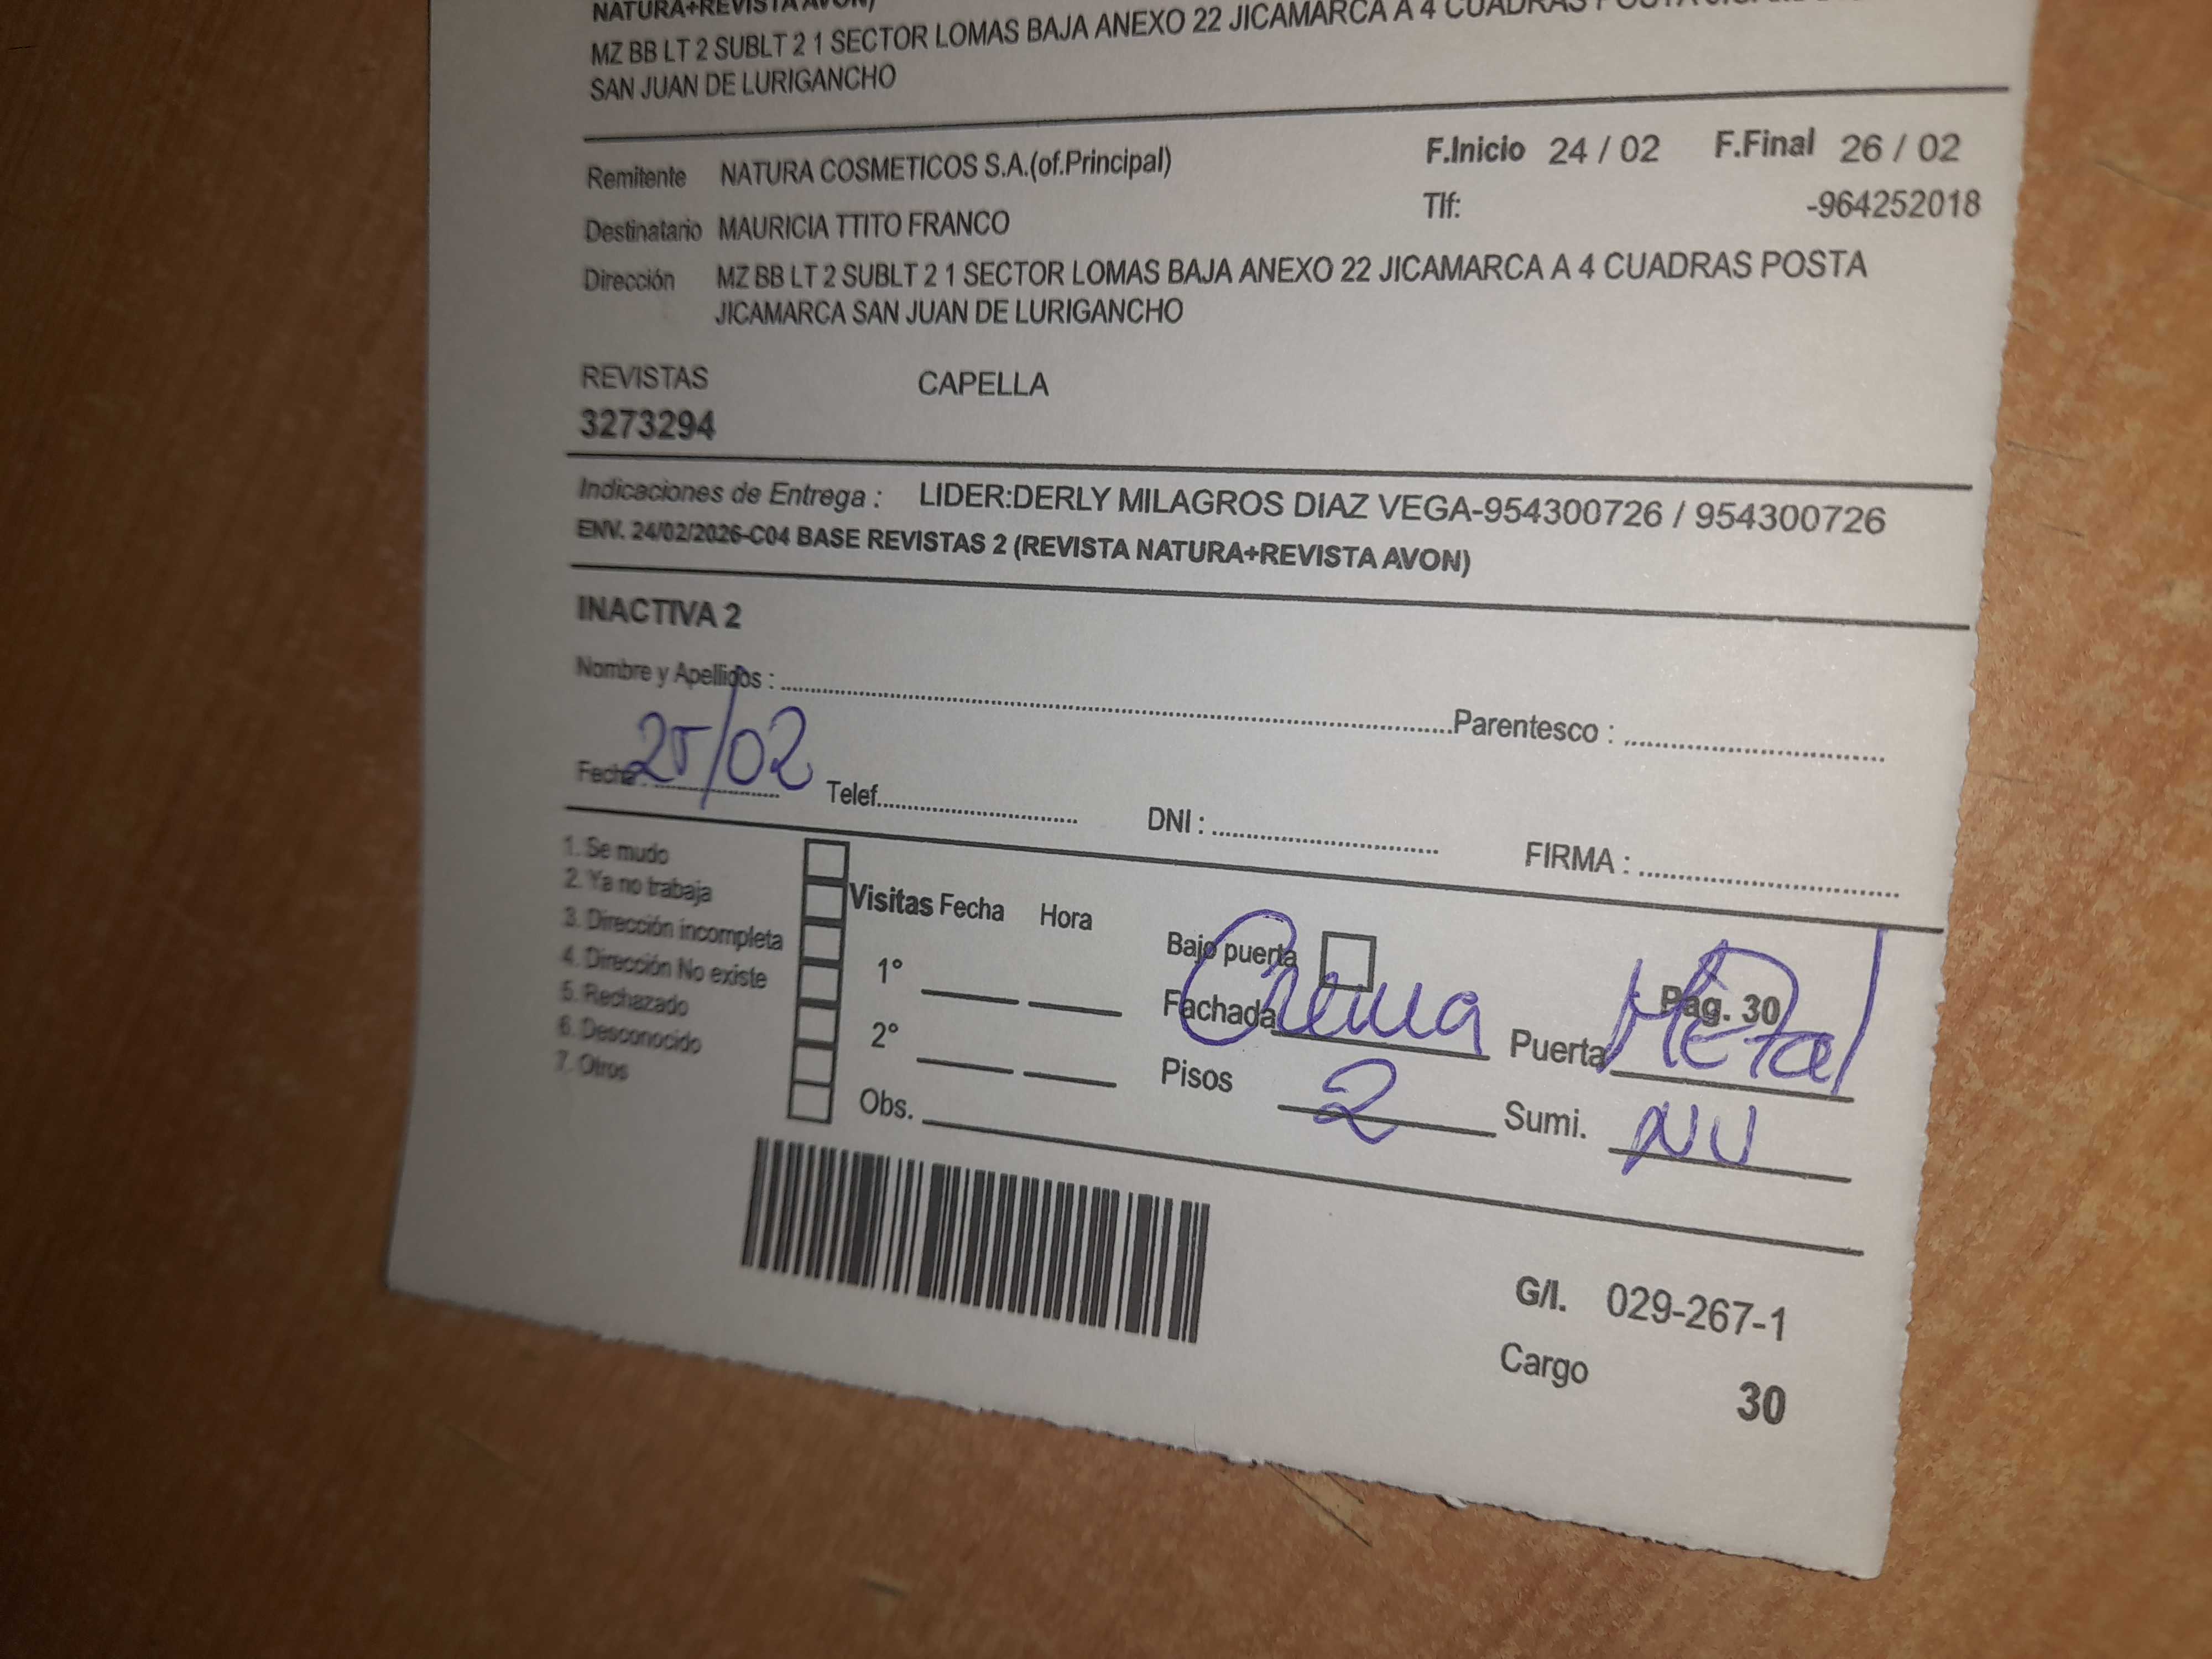 NATURA+REVISTA AVON)
MZ BB LT 2 SUBLT 2 1 SECTOR LOMAS BAJA ANEXO 22 JICAMARCA A 4 CUADRAS POSTA
SAN JUAN DE LURIGANCHO
Remitente NATURA COSMETICOS S.A.(of.Principal) F.Inicio 24 / 02 F.Final 26 / 02
Destinatario MAURICIA TTITO FRANCO Tlf: -964252018
Dirección MZ BB LT 2 SUBLT 2 1 SECTOR LOMAS BAJA ANEXO 22 JICAMARCA A 4 CUADRAS POSTA
JICAMARCA SAN JUAN DE LURIGANCHO
REVISTAS CAPELLA
3273294
Indicaciones de Entrega : LIDER:DERLY MILAGROS DIAZ VEGA-954300726 / 954300726
ENV. 24/02/2026-C04 BASE REVISTAS 2 (REVISTA NATURA+REVISTA AVON)
INACTIVA 2
Nombre y Apellidos : Parentesco :
Fecha: 25/02 Telef. DNI : FIRMA :
1. Se mudo
2. Ya no trabaja
3. Dirección incompleta
4. Dirección No existe
5. Rechazado
6. Desconocido
7. Otros
Visitas Fecha Hora
1°
2°
Obs.
Bajo puerta Pag. 30
Fachada Crema Puerta Metal
Pisos 2 Sumi. NU
G/I. 029-267-1
Cargo 30